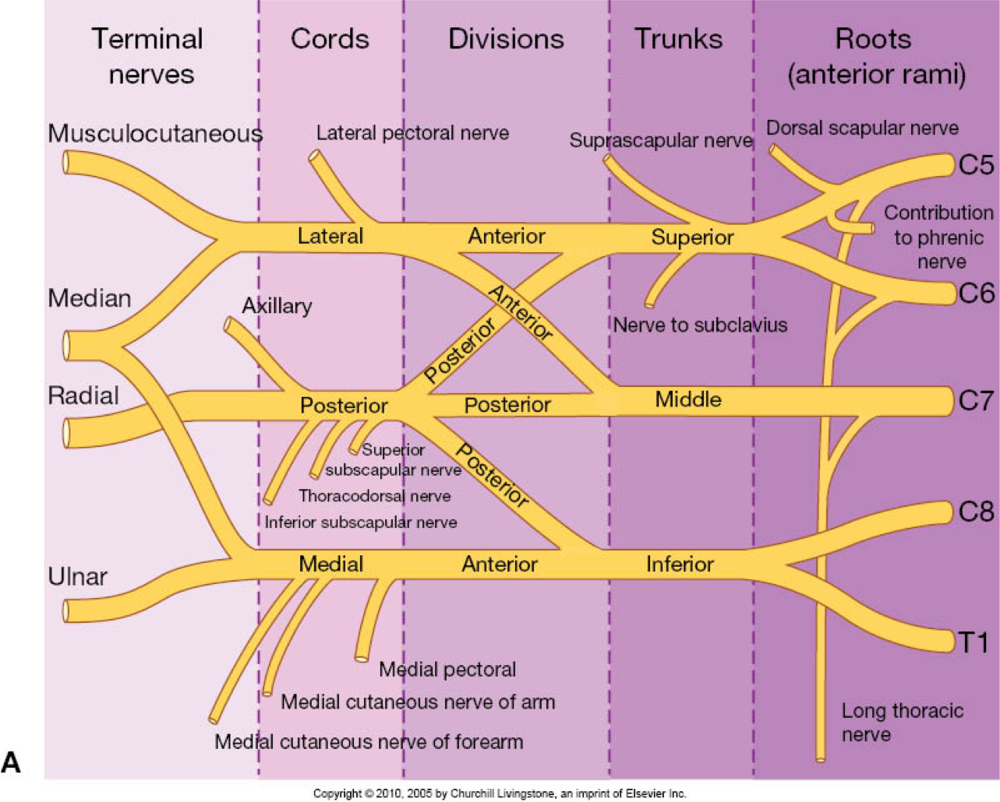 Terminal
nerves
Cords
Divisions
Trunks
Roots
(anterior rami)
Musculocutaneous
Lateral pectoral nerve
Suprascapular nerve
Dorsal scapular nerve
C5
Contribution
to phrenic
nerve
Lateral
Anterior
Superior
Median
Axillary
Anterior
Posterior
Nerve to subclavius
C6
Radial
Posterior
Posterior
Middle
C7
Superior
subscapular nerve
Thoracodorsal nerve
Inferior subscapular nerve
Posterior
C8
Ulnar
Medial
Anterior
Inferior
T1
Medial pectoral
Medial cutaneous nerve of arm
Medial cutaneous nerve of forearm
Long thoracic
nerve
A
Copyright © 2010, 2005 by Churchill Livingstone, an imprint of Elsevier Inc.